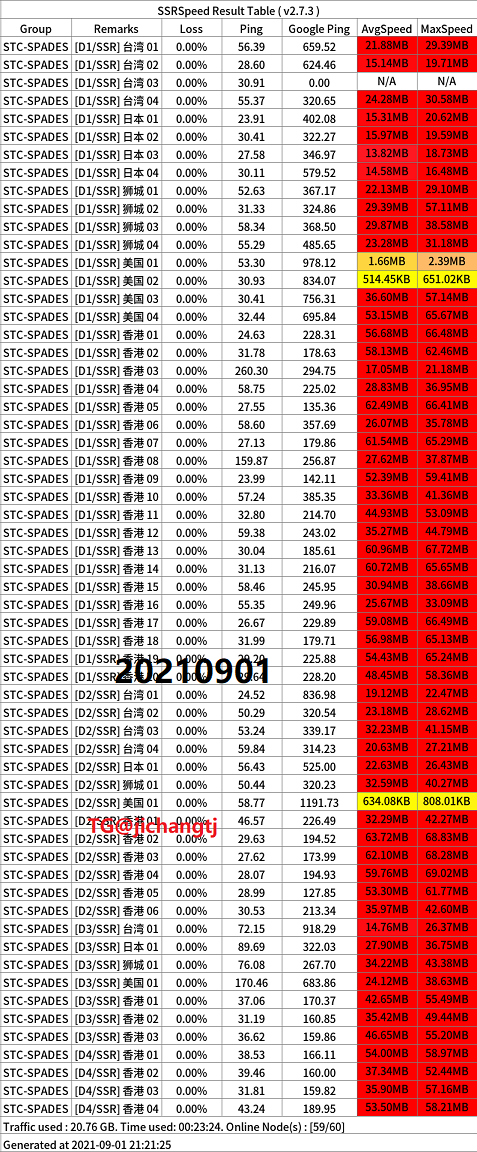 SSRSpeed Result Table ( v2.7.3 )
Group Remarks Loss Ping Google Ping AvgSpeed MaxSpeed
STC-SPADES [D1/SSR] 台湾 01 0.00% 56.39 659.52 21.88MB 29.39MB
STC-SPADES [D1/SSR] 台湾 02 0.00% 28.60 624.46 15.14MB 19.71MB
STC-SPADES [D1/SSR] 台湾 03 0.00% 30.91 0.00 N/A N/A
STC-SPADES [D1/SSR] 台湾 04 0.00% 55.37 320.65 24.28MB 30.58MB
STC-SPADES [D1/SSR] 日本 01 0.00% 23.91 402.08 15.31MB 20.62MB
STC-SPADES [D1/SSR] 日本 02 0.00% 30.41 322.27 15.97MB 19.59MB
STC-SPADES [D1/SSR] 日本 03 0.00% 27.58 346.97 13.82MB 18.73MB
STC-SPADES [D1/SSR] 日本 04 0.00% 30.11 579.52 14.58MB 16.48MB
STC-SPADES [D1/SSR] 狮城 01 0.00% 52.63 367.17 22.13MB 29.10MB
STC-SPADES [D1/SSR] 狮城 02 0.00% 31.33 324.86 29.39MB 57.11MB
STC-SPADES [D1/SSR] 狮城 03 0.00% 58.34 368.50 29.87MB 38.58MB
STC-SPADES [D1/SSR] 狮城 04 0.00% 55.29 485.65 23.28MB 31.18MB
STC-SPADES [D1/SSR] 美国 01 0.00% 53.30 978.12 1.66MB 2.39MB
STC-SPADES [D1/SSR] 美国 02 0.00% 30.93 834.07 514.45KB 651.02KB
STC-SPADES [D1/SSR] 美国 03 0.00% 30.41 756.31 36.60MB 57.14MB
STC-SPADES [D1/SSR] 美国 04 0.00% 32.44 695.84 53.15MB 65.67MB
STC-SPADES [D1/SSR] 香港 01 0.00% 24.63 228.31 56.68MB 66.48MB
STC-SPADES [D1/SSR] 香港 02 0.00% 31.78 178.63 58.13MB 62.46MB
STC-SPADES [D1/SSR] 香港 03 0.00% 260.30 294.75 17.05MB 21.18MB
STC-SPADES [D1/SSR] 香港 04 0.00% 58.75 225.02 28.83MB 36.95MB
STC-SPADES [D1/SSR] 香港 05 0.00% 27.55 135.36 62.49MB 66.41MB
STC-SPADES [D1/SSR] 香港 06 0.00% 58.60 357.69 26.07MB 35.78MB
STC-SPADES [D1/SSR] 香港 07 0.00% 27.13 179.86 61.54MB 65.29MB
STC-SPADES [D1/SSR] 香港 08 0.00% 159.87 256.87 27.62MB 37.87MB
STC-SPADES [D1/SSR] 香港 09 0.00% 23.99 142.11 52.39MB 59.41MB
STC-SPADES [D1/SSR] 香港 10 0.00% 57.24 385.35 33.36MB 41.36MB
STC-SPADES [D1/SSR] 香港 11 0.00% 32.80 214.70 44.93MB 53.09MB
STC-SPADES [D1/SSR] 香港 12 0.00% 59.38 243.02 35.27MB 44.79MB
STC-SPADES [D1/SSR] 香港 13 0.00% 30.04 185.61 60.96MB 67.72MB
STC-SPADES [D1/SSR] 香港 14 0.00% 31.13 216.07 60.72MB 65.65MB
STC-SPADES [D1/SSR] 香港 15 0.00% 58.46 245.95 30.94MB 38.66MB
STC-SPADES [D1/SSR] 香港 16 0.00% 55.35 249.96 25.67MB 33.09MB
STC-SPADES [D1/SSR] 香港 17 0.00% 26.67 229.89 59.08MB 66.49MB
STC-SPADES [D1/SSR] 香港 18 0.00% 31.99 179.71 56.98MB 65.13MB
STC-SPADES [D1/SSR] 香港 19 0.00% 225.88 54.43MB 65.24MB
20210901
STC-SPADES [D1/SSR] 香港 20 0.00% 228.20 48.45MB 58.36MB
STC-SPADES [D2/SSR] 台湾 01 0.00% 24.52 836.98 19.12MB 22.47MB
STC-SPADES [D2/SSR] 台湾 02 0.00% 50.29 320.54 23.18MB 28.62MB
STC-SPADES [D2/SSR] 台湾 03 0.00% 53.24 339.17 32.23MB 41.15MB
STC-SPADES [D2/SSR] 台湾 04 0.00% 59.84 314.23 20.63MB 27.21MB
STC-SPADES [D2/SSR] 日本 01 0.00% 56.43 525.00 22.63MB 26.43MB
STC-SPADES [D2/SSR] 狮城 01 0.00% 50.44 320.23 32.59MB 40.27MB
STC-SPADES [D2/SSR] 美国 01 0.00% 58.77 1191.73 634.08KB 808.01KB
STC-SPADES [D2/SSR] 香港 01 0.00% 46.57 226.49 32.29MB 42.27MB
TG@jichangtj
STC-SPADES [D2/SSR] 香港 02 0.00% 29.63 194.52 63.72MB 68.83MB
STC-SPADES [D2/SSR] 香港 03 0.00% 27.62 173.99 62.10MB 68.28MB
STC-SPADES [D2/SSR] 香港 04 0.00% 28.07 194.93 59.76MB 69.02MB
STC-SPADES [D2/SSR] 香港 05 0.00% 28.99 127.85 53.30MB 61.77MB
STC-SPADES [D2/SSR] 香港 06 0.00% 30.53 213.34 35.97MB 42.60MB
STC-SPADES [D3/SSR] 台湾 01 0.00% 72.15 918.29 14.76MB 26.37MB
STC-SPADES [D3/SSR] 日本 01 0.00% 89.69 322.03 27.90MB 36.75MB
STC-SPADES [D3/SSR] 狮城 01 0.00% 76.08 267.70 34.22MB 43.38MB
STC-SPADES [D3/SSR] 美国 01 0.00% 170.46 683.86 24.12MB 38.63MB
STC-SPADES [D3/SSR] 香港 01 0.00% 37.06 170.37 42.65MB 55.49MB
STC-SPADES [D3/SSR] 香港 02 0.00% 31.19 160.85 35.42MB 49.44MB
STC-SPADES [D3/SSR] 香港 03 0.00% 36.62 159.86 46.65MB 55.20MB
STC-SPADES [D4/SSR] 香港 01 0.00% 38.53 166.11 54.00MB 58.97MB
STC-SPADES [D4/SSR] 香港 02 0.00% 39.46 160.00 37.34MB 52.44MB
STC-SPADES [D4/SSR] 香港 03 0.00% 31.81 159.82 35.90MB 57.16MB
STC-SPADES [D4/SSR] 香港 04 0.00% 43.24 189.95 53.50MB 58.21MB
Traffic used : 20.76 GB. Time used: 00:23:24. Online Node(s) : [59/60]
Generated at 2021-09-01 21:21:25